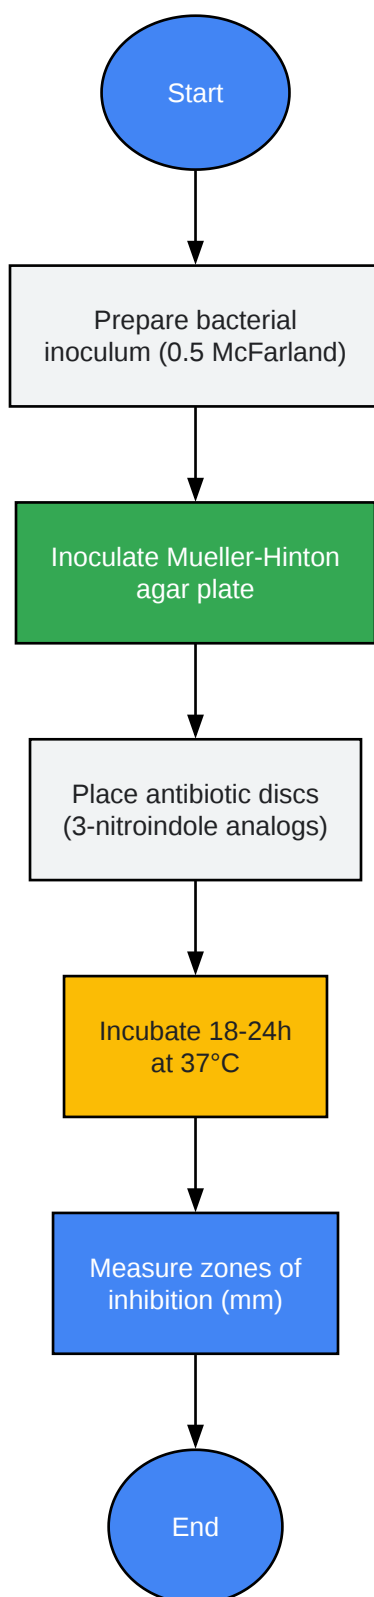 Start
Prepare bacterial
inoculum (0.5 McFarland)
Inoculate Mueller-Hinton
agar plate
Place antibiotic discs
(3-nitroindole analogs)
Incubate 18-24h
at 37°C
Measure zones of
inhibition (mm)
End